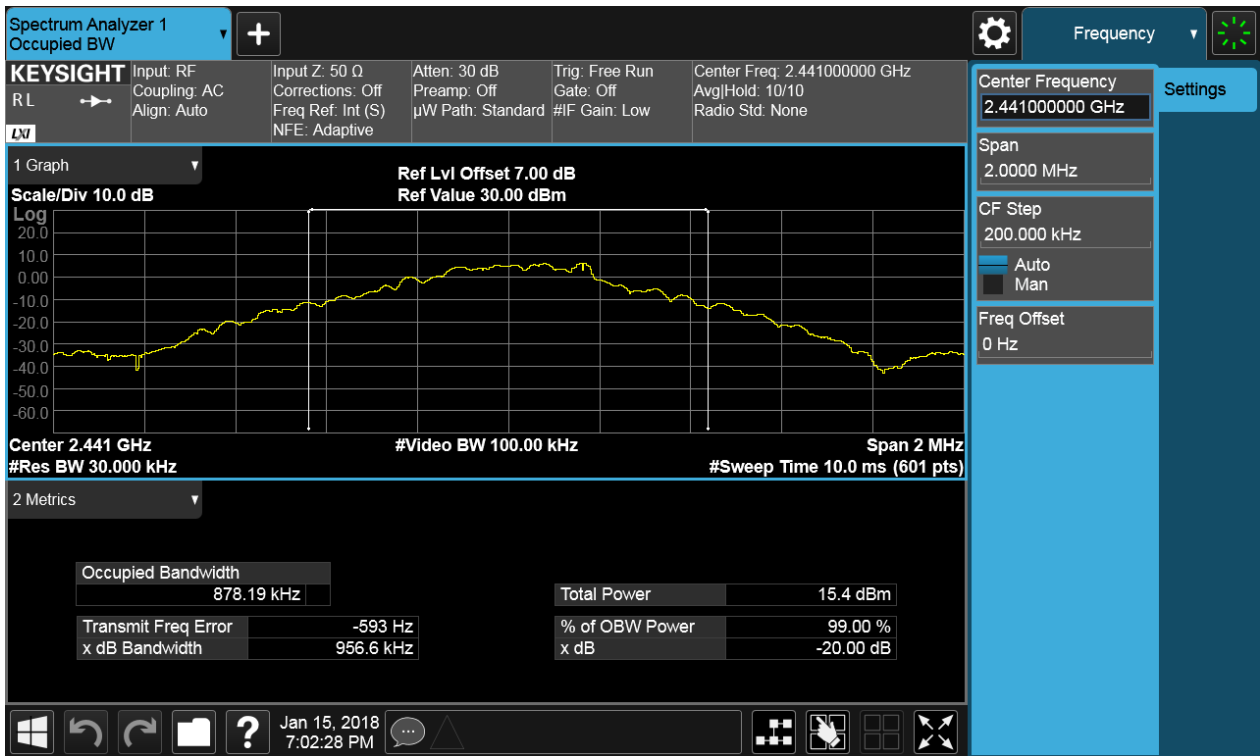 Spectrum Analyzer 1
Occupied BW
Frequency
KEYSIGHT
RL
LXI
Input: RF
Coupling: AC
Align: Auto
Input Z: 50 Ω
Corrections: Off
Freq Ref: Int (S)
NFE: Adaptive
Atten: 30 dB
Preamp: Off
µW Path: Standard
Trig: Free Run
Gate: Off
#IF Gain: Low
Center Freq: 2.441000000 GHz
Avg|Hold: 10/10
Radio Std: None
Center Frequency
2.441000000 GHz
Settings
Span
2.0000 MHz
CF Step
200.000 kHz
Auto
Man
Freq Offset
0 Hz
1 Graph
Scale/Div 10.0 dB
Ref Lvl Offset 7.00 dB
Ref Value 30.00 dBm
Log
20.0
10.0
0.00
-10.0
-20.0
-30.0
-40.0
-50.0
-60.0
Center 2.441 GHz
#Video BW 100.00 kHz
Span 2 MHz
#Res BW 30.000 kHz
#Sweep Time 10.0 ms (601 pts)
2 Metrics
Occupied Bandwidth
878.19 kHz
Transmit Freq Error -593 Hz
x dB Bandwidth 956.6 kHz
Total Power 15.4 dBm
% of OBW Power 99.00 %
x dB -20.00 dB
Jan 15, 2018
7:02:28 PM